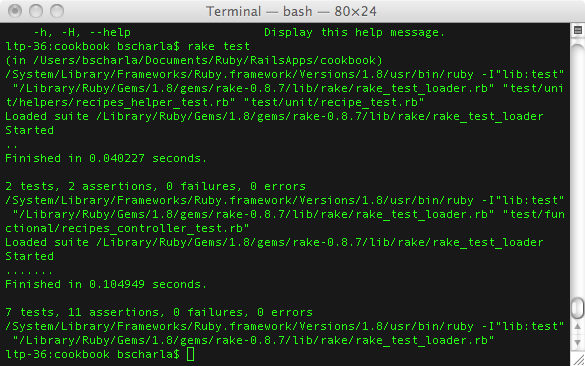 Terminal — bash — 80×24
-h, -H, --help                   Display this help message.
ltp-36:cookbook bscharla$ rake test
(in /Users/bscharla/Documents/Ruby/RailsApps/cookbook)
/System/Library/Frameworks/Ruby.framework/Versions/1.8/usr/bin/ruby -I"lib:test"
 "/Library/Ruby/Gems/1.8/gems/rake-0.8.7/lib/rake/rake_test_loader.rb" "test/uni
t/helpers/recipes_helper_test.rb" "test/unit/recipe_test.rb"
Loaded suite /Library/Ruby/Gems/1.8/gems/rake-0.8.7/lib/rake/rake_test_loader
Started
..
Finished in 0.040227 seconds.

2 tests, 2 assertions, 0 failures, 0 errors
/System/Library/Frameworks/Ruby.framework/Versions/1.8/usr/bin/ruby -I"lib:test"
 "/Library/Ruby/Gems/1.8/gems/rake-0.8.7/lib/rake/rake_test_loader.rb" "test/fun
ctional/recipes_controller_test.rb"
Loaded suite /Library/Ruby/Gems/1.8/gems/rake-0.8.7/lib/rake/rake_test_loader
Started
.......
Finished in 0.104949 seconds.

7 tests, 11 assertions, 0 failures, 0 errors
/System/Library/Frameworks/Ruby.framework/Versions/1.8/usr/bin/ruby -I"lib:test"
 "/Library/Ruby/Gems/1.8/gems/rake-0.8.7/lib/rake/rake_test_loader.rb"
ltp-36:cookbook bscharla$